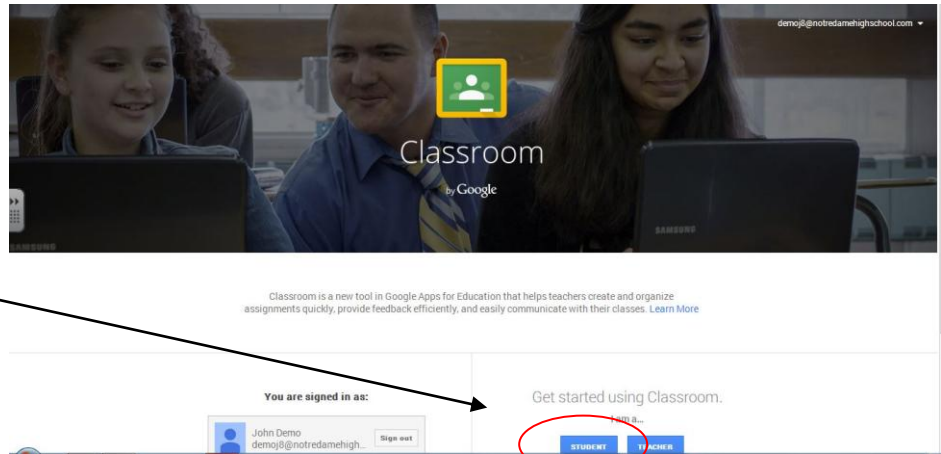 demoj8@notredamehighschool.com
Classroom
by Google
SAMSUNG
SAMSUNG
Classroom is a new tool in Google Apps for Education that helps teachers create and organize
assignments quickly, provide feedback efficiently, and easily communicate with their classes. Learn More
You are signed in as:
John Demo
demoj8@notredamehigh...
Sign out
Get started using Classroom.
I am a...
STUDENT
TEACHER